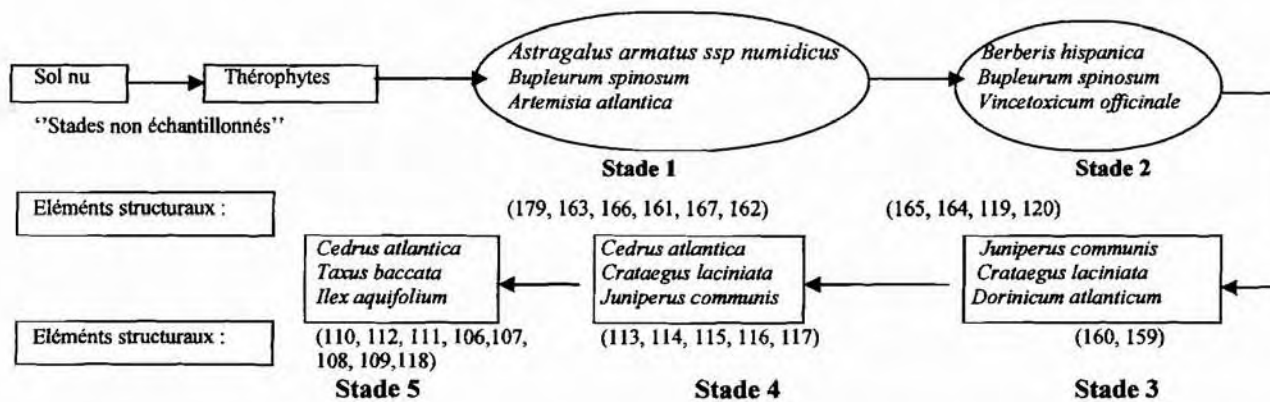 Sol nu
Thérophytes
Astragalus armatus ssp numidicus
Bupleurum spinosum
Artemisia atlantica
Berberis hispanica
Bupleurum spinosum
Vincetoxicum officinale
‘’Stades non échantillonnés’’
Stade 1
Stade 2
Eléménts structuraux :
(179, 163, 166, 161, 167, 162)
(165, 164, 119, 120)
Cedrus atlantica
Taxus baccata
Ilex aquifolium
Cedrus atlantica
Crataegus laciniata
Juniperus communis
Juniperus communis
Crataegus laciniata
Dorinicum atlanticum
Eléménts structuraux :
(110, 112, 111, 106,107,
108, 109,118)
(113, 114, 115, 116, 117)
(160, 159)
Stade 5
Stade 4
Stade 3